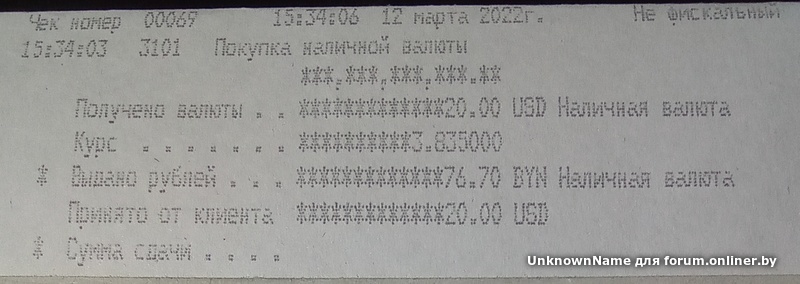 Чек номер 00069 15:34:06 12 марта 2022г. Не фискальный
15:34:03 3101 Покупка наличной валюты
***.***.***.***.**
Получено валюты . . *************20.00 USD Наличная валюта
Курс . . . . . . . **********3.835000
* Выдано рублей . . . *************76.70 BYN Наличная валюта
Принято от клиента *************20.00 USD
* Сумма сдачи . . . .
UnknownName для forum.onliner.by